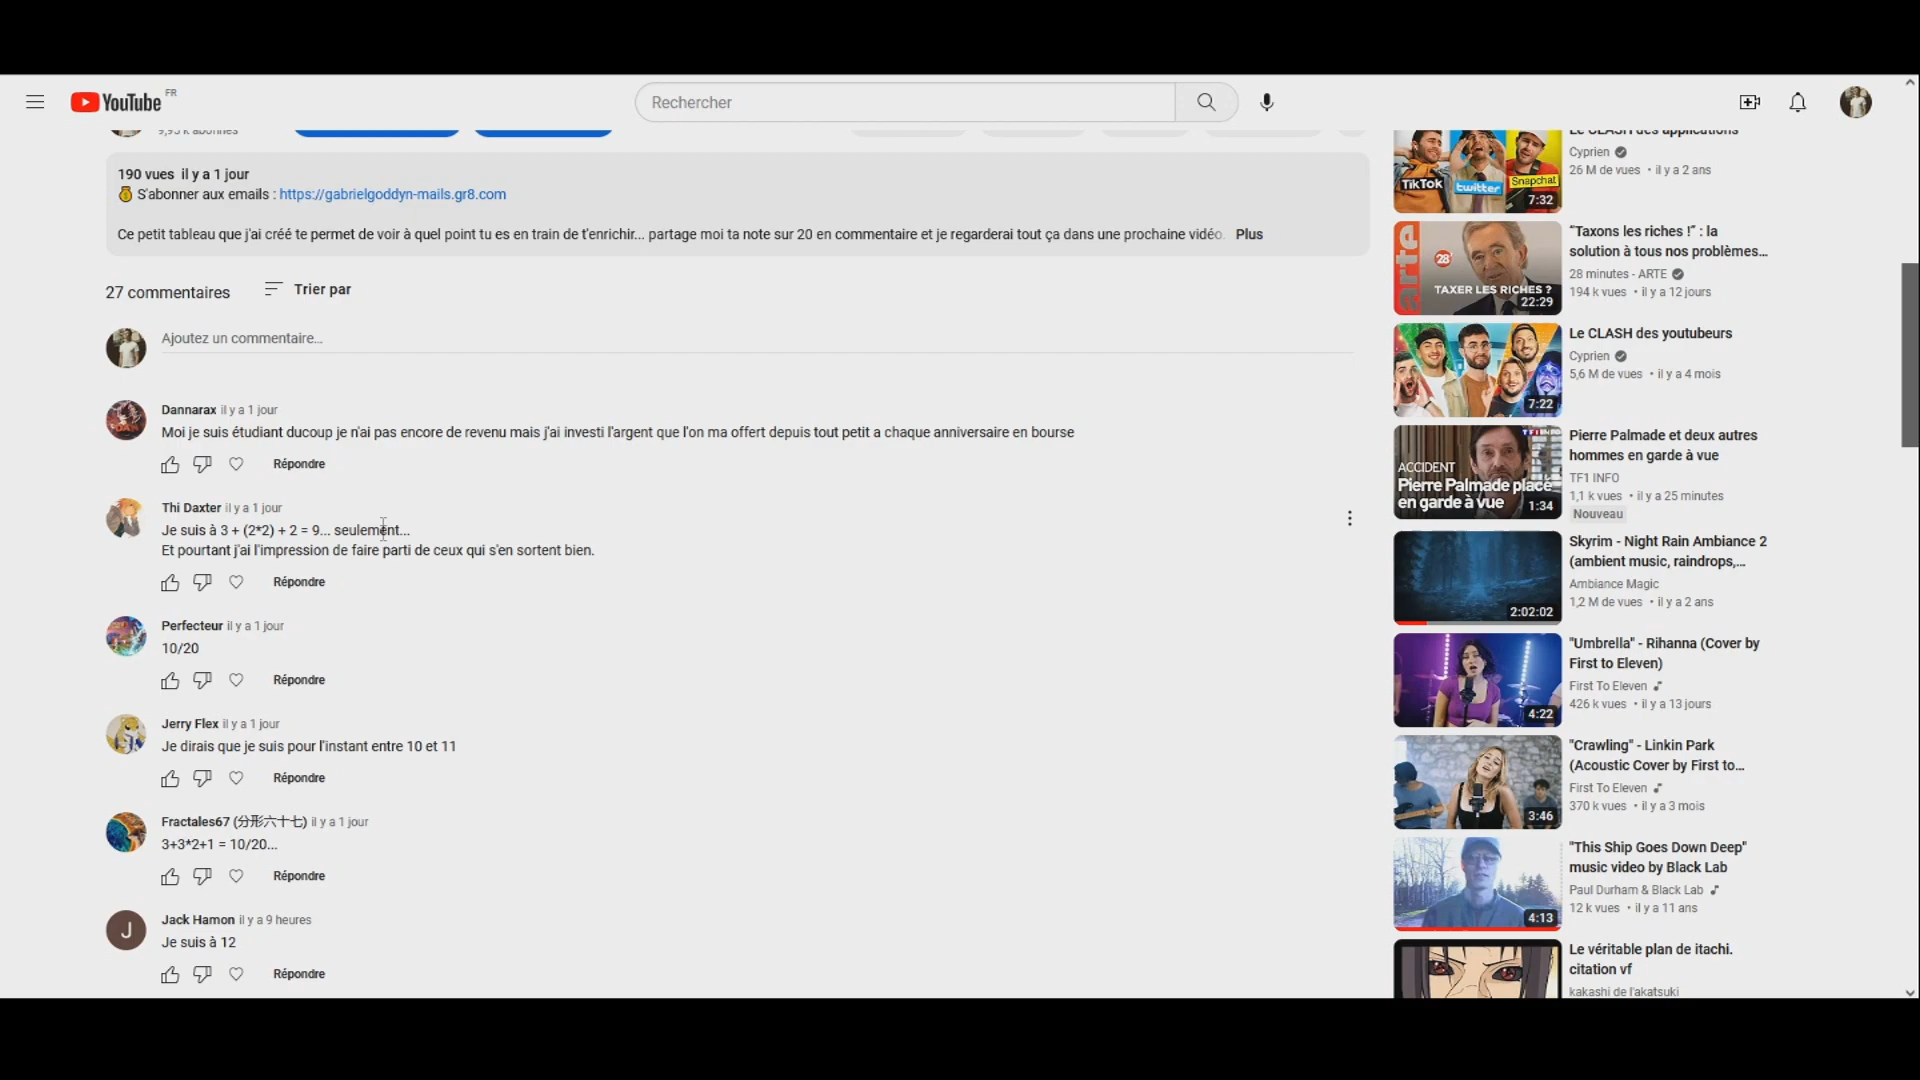 YouTube FR
Rechercher
9,95 k abonnés
190 vues il y a 1 jour
S'abonner aux emails : https://gabrielgoddyn-mails.gr8.com
Ce petit tableau que j'ai créé te permet de voir à quel point tu es en train de t'enrichir... partage moi ta note sur 20 en commentaire et je regarderai tout ça dans une prochaine vidéo. Plus
27 commentaires
Trier par
Ajoutez un commentaire...
Dannarax il y a 1 jour
Moi je suis étudiant ducoup je n'ai pas encore de revenu mais j'ai investi l'argent que l'on ma offert depuis tout petit a chaque anniversaire en bourse
Répondre
Thi Daxter il y a 1 jour
Je suis à 3 + (2*2) + 2 = 9... seulement...
Et pourtant j'ai l'impression de faire parti de ceux qui s'en sortent bien.
Répondre
Perfecteur il y a 1 jour
10/20
Répondre
Jerry Flex il y a 1 jour
Je dirais que je suis pour l'instant entre 10 et 11
Répondre
Fractales67 (分形六十七) il y a 1 jour
3+3*2+1 = 10/20...
Répondre
J
Jack Hamon il y a 9 heures
Je suis à 12
Répondre
Le CLASH des applications
Cyprien
26 M de vues • il y a 2 ans
TikTok
twitter
Snapchat
7:32
"Taxons les riches !" : la
solution à tous nos problèmes...
28 minutes - ARTE
194 k vues • il y a 12 jours
arte
28'
TAXER LES RICHES ?
22:29
Le CLASH des youtubeurs
Cyprien
5,6 M de vues • il y a 4 mois
7:22
Pierre Palmade et deux autres
hommes en garde à vue
TF1 INFO
1,1 k vues • il y a 25 minutes
Nouveau
TF1 INFO
ACCIDENT
Pierre Palmade placé
en garde à vue
1:34
Skyrim - Night Rain Ambiance 2
(ambient music, raindrops,...
Ambiance Magic
1,2 M de vues • il y a 2 ans
2:02:02
"Umbrella" - Rihanna (Cover by
First to Eleven)
First To Eleven
426 k vues • il y a 13 jours
4:22
"Crawling" - Linkin Park
(Acoustic Cover by First to...
First To Eleven
370 k vues • il y a 3 mois
3:46
"This Ship Goes Down Deep"
music video by Black Lab
Paul Durham & Black Lab
12 k vues • il y a 11 ans
4:13
Le véritable plan de itachi.
citation vf
kakashi de l'akatsuki